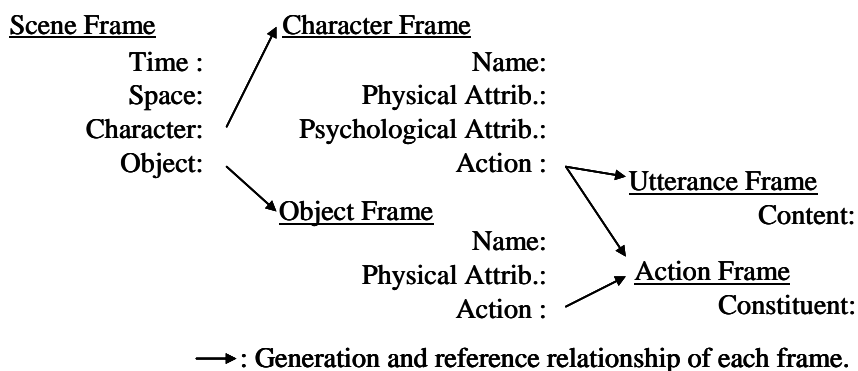 Scene Frame
Time :
Space:
Character:
Object:
Character Frame
Name:
Physical Attrib.:
Psychological Attrib.:
Action :
Object Frame
Name:
Physical Attrib.:
Action :
Utterance Frame
Content:
Action Frame
Constituent:
: Generation and reference relationship of each frame.